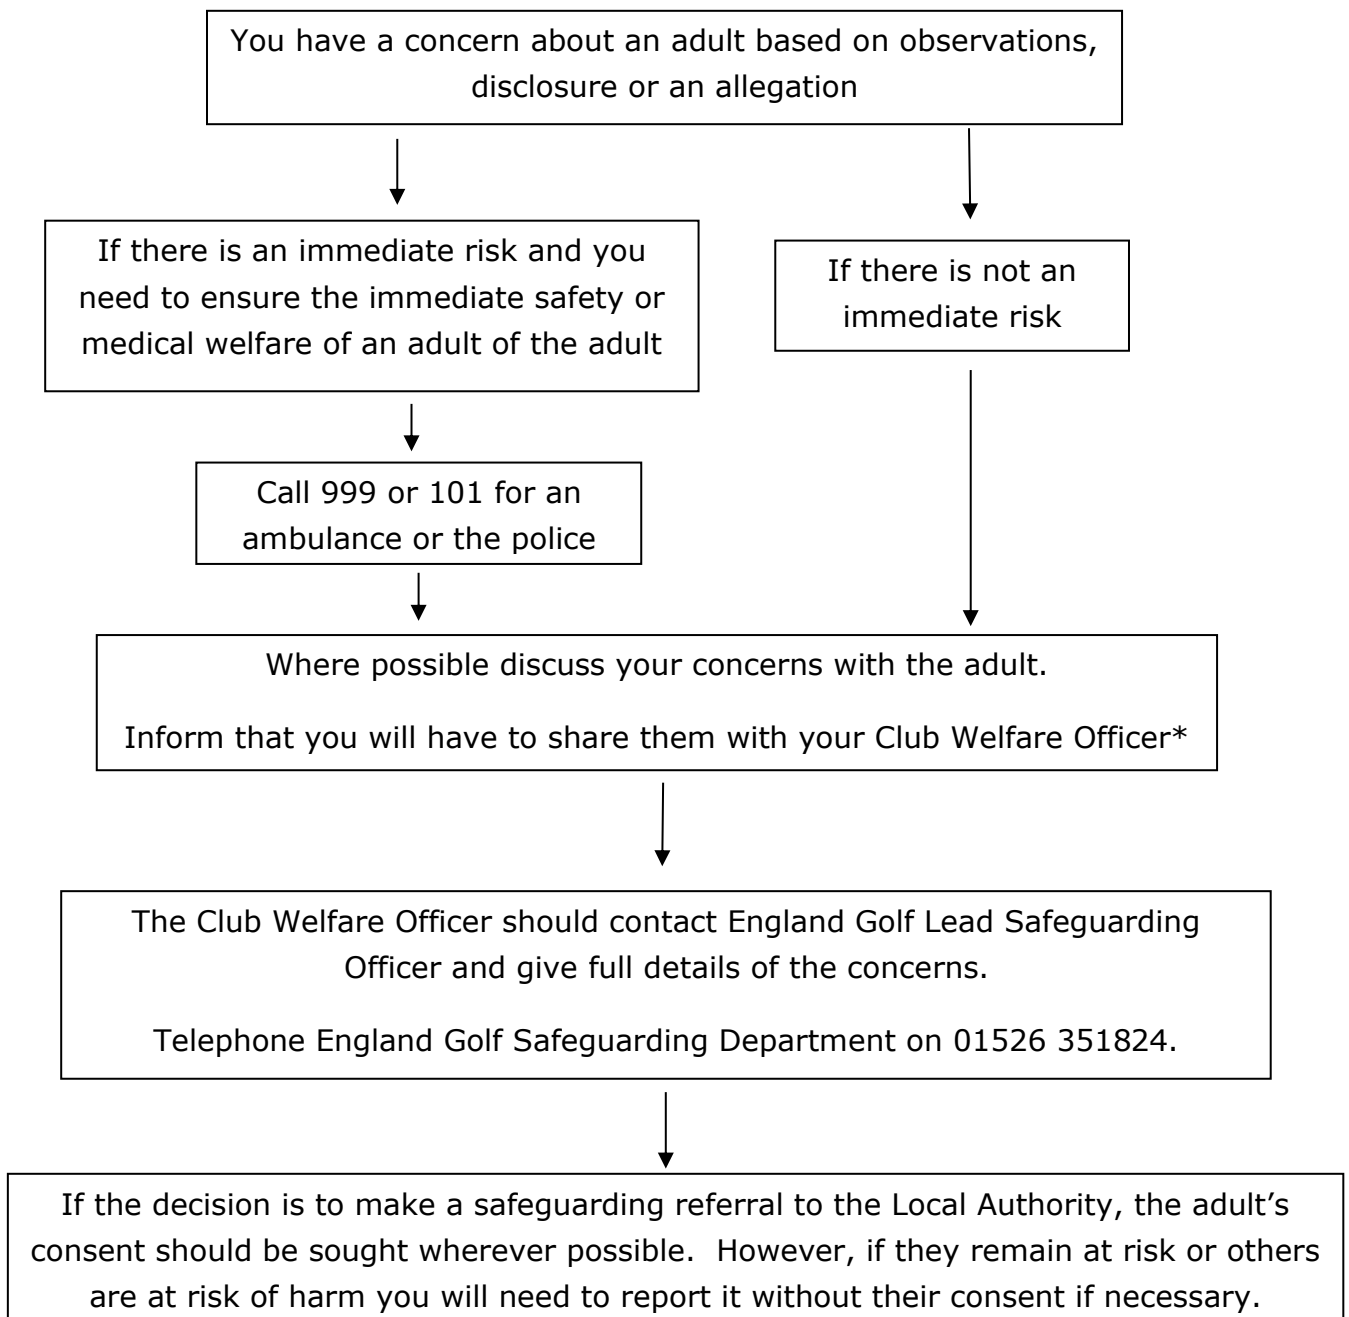 You have a concern about an adult based on observations,
disclosure or an allegation
If there is an immediate risk and you
need to ensure the immediate safety or
medical welfare of an adult of the adult
If there is not an
immediate risk
Call 999 or 101 for an
ambulance or the police
Where possible discuss your concerns with the adult.
Inform that you will have to share them with your Club Welfare Officer*
The Club Welfare Officer should contact England Golf Lead Safeguarding
Officer and give full details of the concerns.
Telephone England Golf Safeguarding Department on 01526 351824.
If the decision is to make a safeguarding referral to the Local Authority, the adult’s
consent should be sought wherever possible.  However, if they remain at risk or others
are at risk of harm you will need to report it without their consent if necessary.